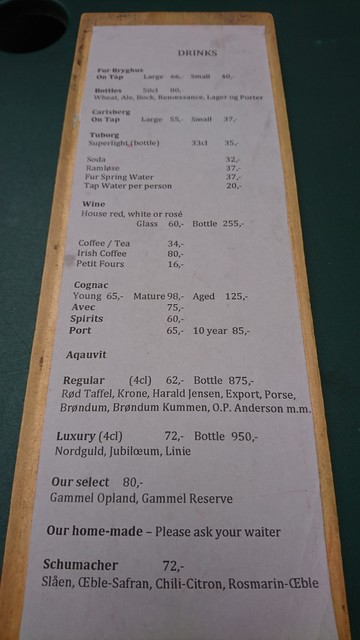 DRINKS
Fur Bryghus
On Tap Large 66,- Small 40,-
Bottles 50cl 80,
Wheat, Ale, Bock, Renæssance, Lager og Porter
Carlsberg
On Tap Large 55,- Small 37,-
Tuborg
Superlight (bottle) 33cl 35,-
Soda 32,-
Ramløse 37,-
Fur Spring Water 37,-
Tap Water per person 20,-
Wine
House red, white or rosé
Glass 60,- Bottle 255,-
Coffee / Tea 34,-
Irish Coffee 80,-
Petit Fours 16,-
Cognac
Young 65,- Mature 98,- Aged 125,-
Avec 75,-
Spirits 60,-
Port 65,- 10 year 85,-
Aqauvit
Regular (4cl) 62,- Bottle 875,-
Rød Taffel, Krone, Harald Jensen, Export, Porse,
Brøndum, Brøndum Kummen, O.P. Anderson m.m.
Luxury (4cl) 72,- Bottle 950,-
Nordguld, Jubilœum, Linie
Our select 80,-
Gammel Opland, Gammel Reserve
Our home-made – Please ask your waiter
Schumacher 72,-
Slåen, Œble-Safran, Chili-Citron, Rosmarin-Œble